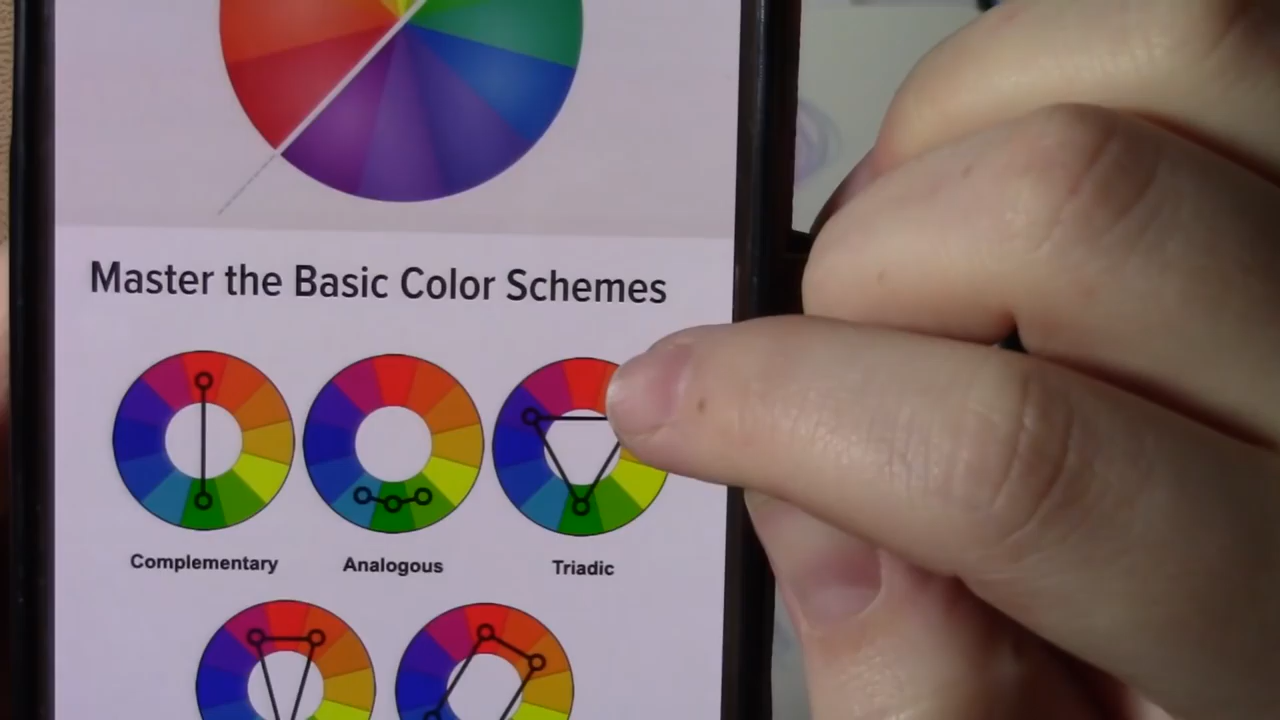 Master the Basic Color Schemes
Complementary
Analogous
Triadic